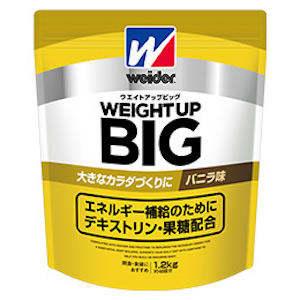 W
weider
ウエイトアップビッグ
WEIGHT UP
BIG
大きなカラダづくりに バニラ味
エネルギー補給のために
デキストリン・果糖配合
1.2kg